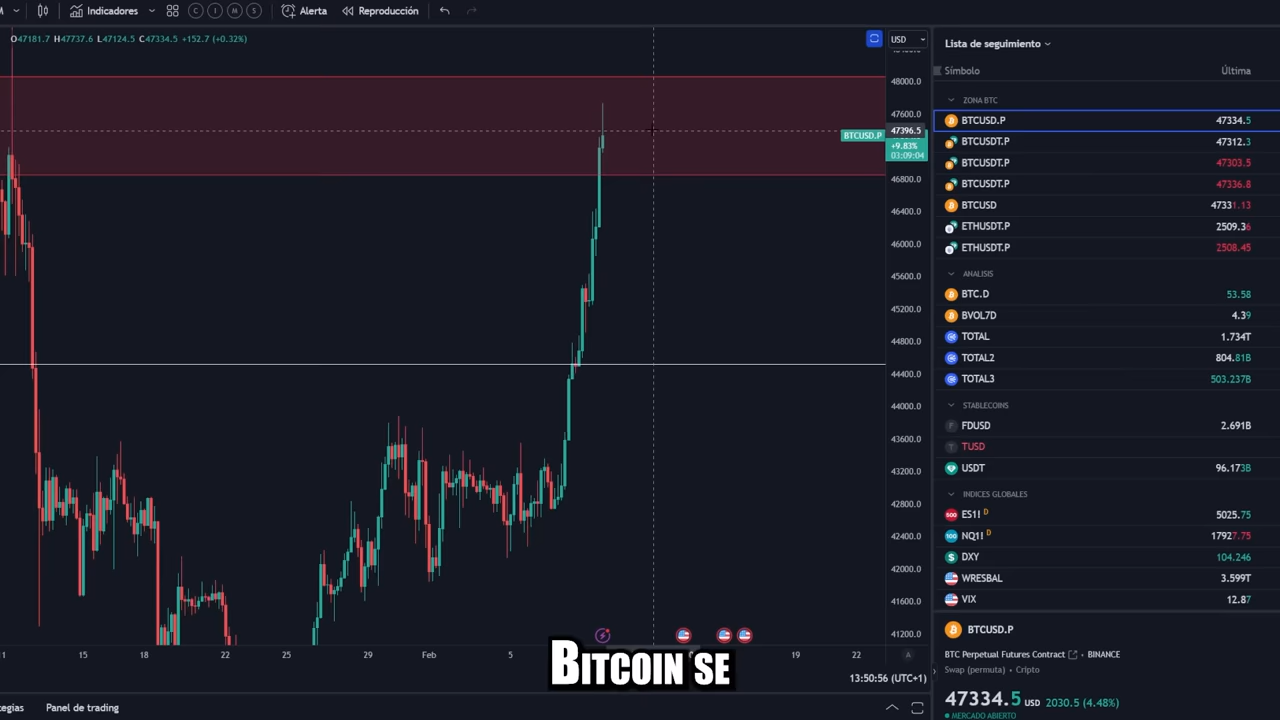 Indicadores
C I M S
Alerta
Reproducción
O47181.7 H47737.6 L47124.5 C47334.5 +152.7 (+0.32%)
USD
48000.0
47600.0
47396.5
BTCUSD.P
+9.83%
03:09:04
46800.0
46400.0
46000.0
45600.0
45200.0
44800.0
44400.0
44000.0
43600.0
43200.0
42800.0
42400.0
42000.0
41600.0
41200.0
15 18 22 25 29 Feb 5 19 22
A
BITCOIN SE
13:50:56 (UTC+1)
Panel de trading
Lista de seguimiento
Símbolo Última
ZONA BTC
BTCUSD.P 47334.5
BTCUSDT.P 47312.3
BTCUSDT.P 47303.5
BTCUSDT.P 47336.8
BTCUSD 47331.13
ETHUSDT.P 2509.36
ETHUSDT.P 2508.45
ANALISIS
BTC.D 53.58
BVOL7D 4.39
TOTAL 1.734T
TOTAL2 804.81B
TOTAL3 503.237B
STABLECOINS
FDUSD 2.691B
TUSD
USDT 96.173B
INDICES GLOBALES
ES1! D 5025.75
NQ1! D 17927.75
DXY 104.246
WRESBAL 3.599T
VIX 12.87
BTCUSD.P
BTC Perpetual Futures Contract • BINANCE
Swap (permuta) • Cripto
47334.5 USD 2030.5 (4.48%)
MERCADO ABIERTO